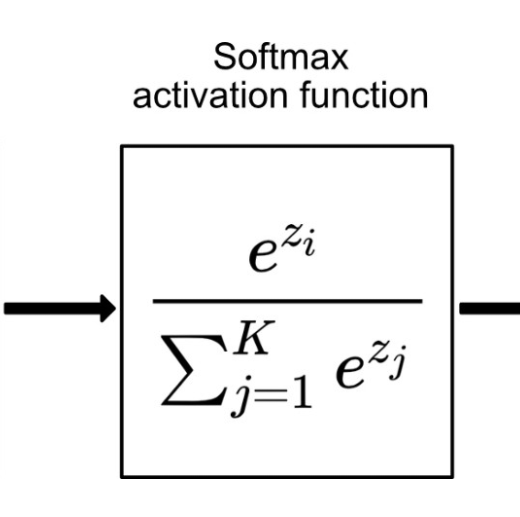 Softmax
activation function
e^{z_i}
∑_{j=1}^{K} e^{z_j}